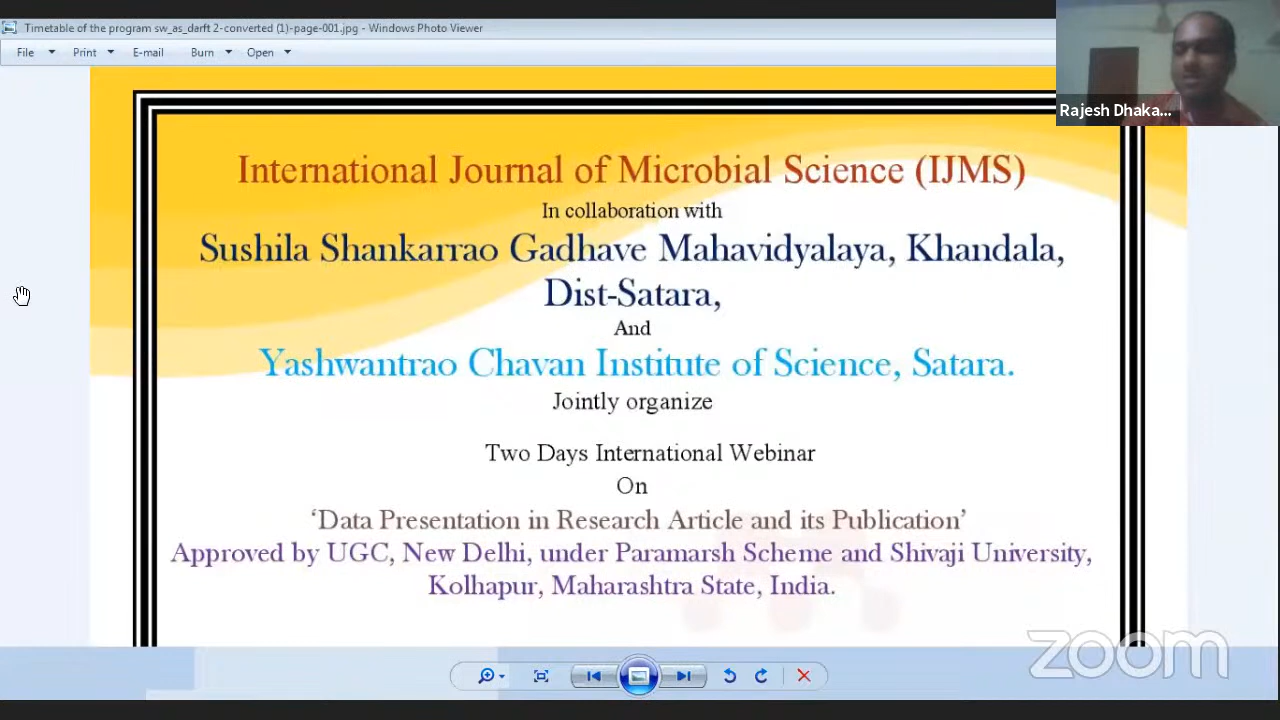 Timetable of the program sw_as_darft 2-converted (1)-page-001.jpg - Windows Photo Viewer
File Print E-mail Burn Open
Rajesh Dhaka...
International Journal of Microbial Science (IJMS)
In collaboration with
Sushila Shankarrao Gadhave Mahavidyalaya, Khandala,
Dist-Satara,
And
Yashwantrao Chavan Institute of Science, Satara.
Jointly organize
Two Days International Webinar
On
‘Data Presentation in Research Article and its Publication’
Approved by UGC, New Delhi, under Paramarsh Scheme and Shivaji University,
Kolhapur, Maharashtra State, India.
zoom